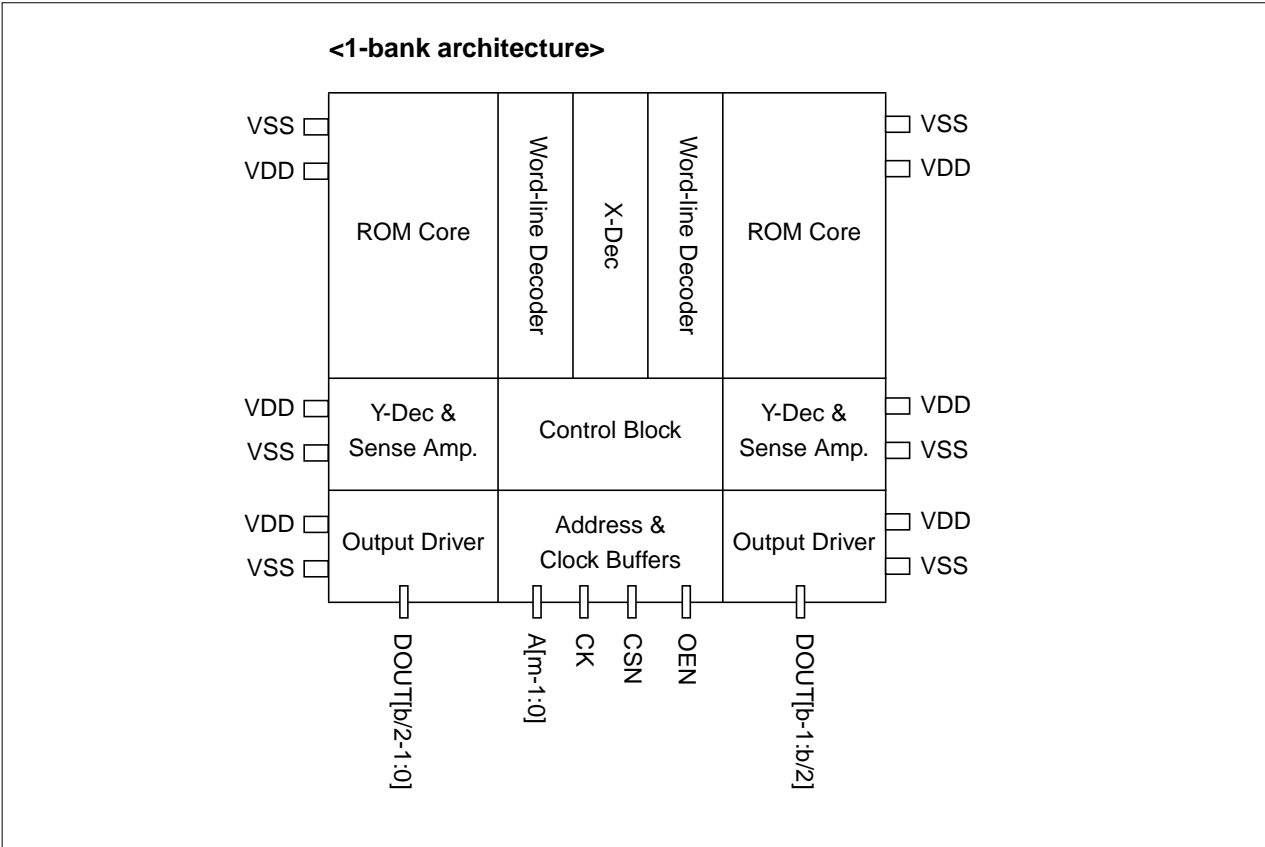 <1-bank architecture>
VSS
VDD
ROM Core
Word-line Decoder
X-Dec
Word-line Decoder
ROM Core
VSS
VDD
VDD
VSS
Y-Dec &
Sense Amp.
Control Block
Y-Dec &
Sense Amp.
VDD
VSS
VDD
VSS
Output Driver
Address &
Clock Buffers
Output Driver
VDD
VSS
DOUT[b/2-1:0]
A[m-1:0]
CK
CSN
OEN
DOUT[b-1:b/2]